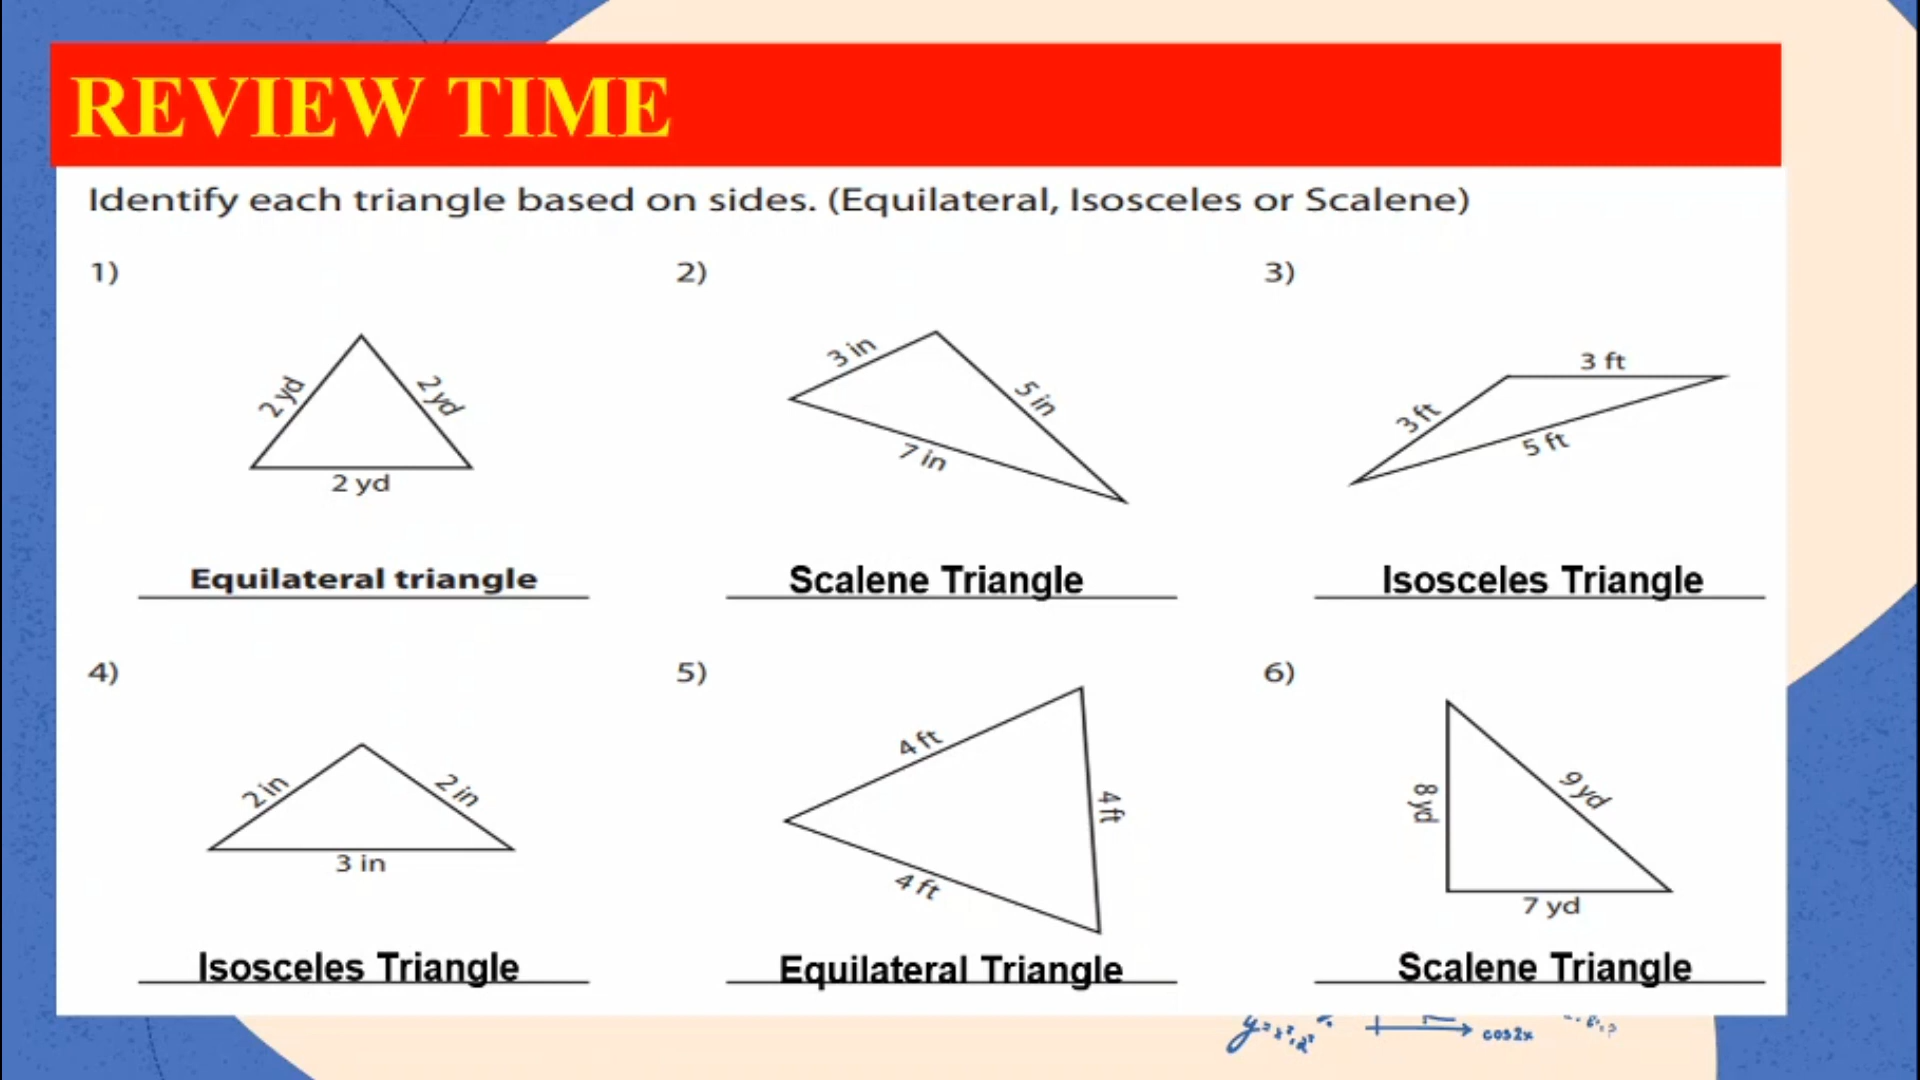 REVIEW TIME
Identify each triangle based on sides. (Equilateral, Isosceles or Scalene)
1)
2 yd
2 yd
2 yd
Equilateral triangle
2)
3 in
5 in
7 in
Scalene Triangle
3)
3 ft
3 ft
5 ft
Isosceles Triangle
4)
2 in
2 in
3 in
Isosceles Triangle
5)
4 ft
4 ft
4 ft
Equilateral Triangle
6)
8 yd
9 yd
7 yd
Scalene Triangle
cos2x